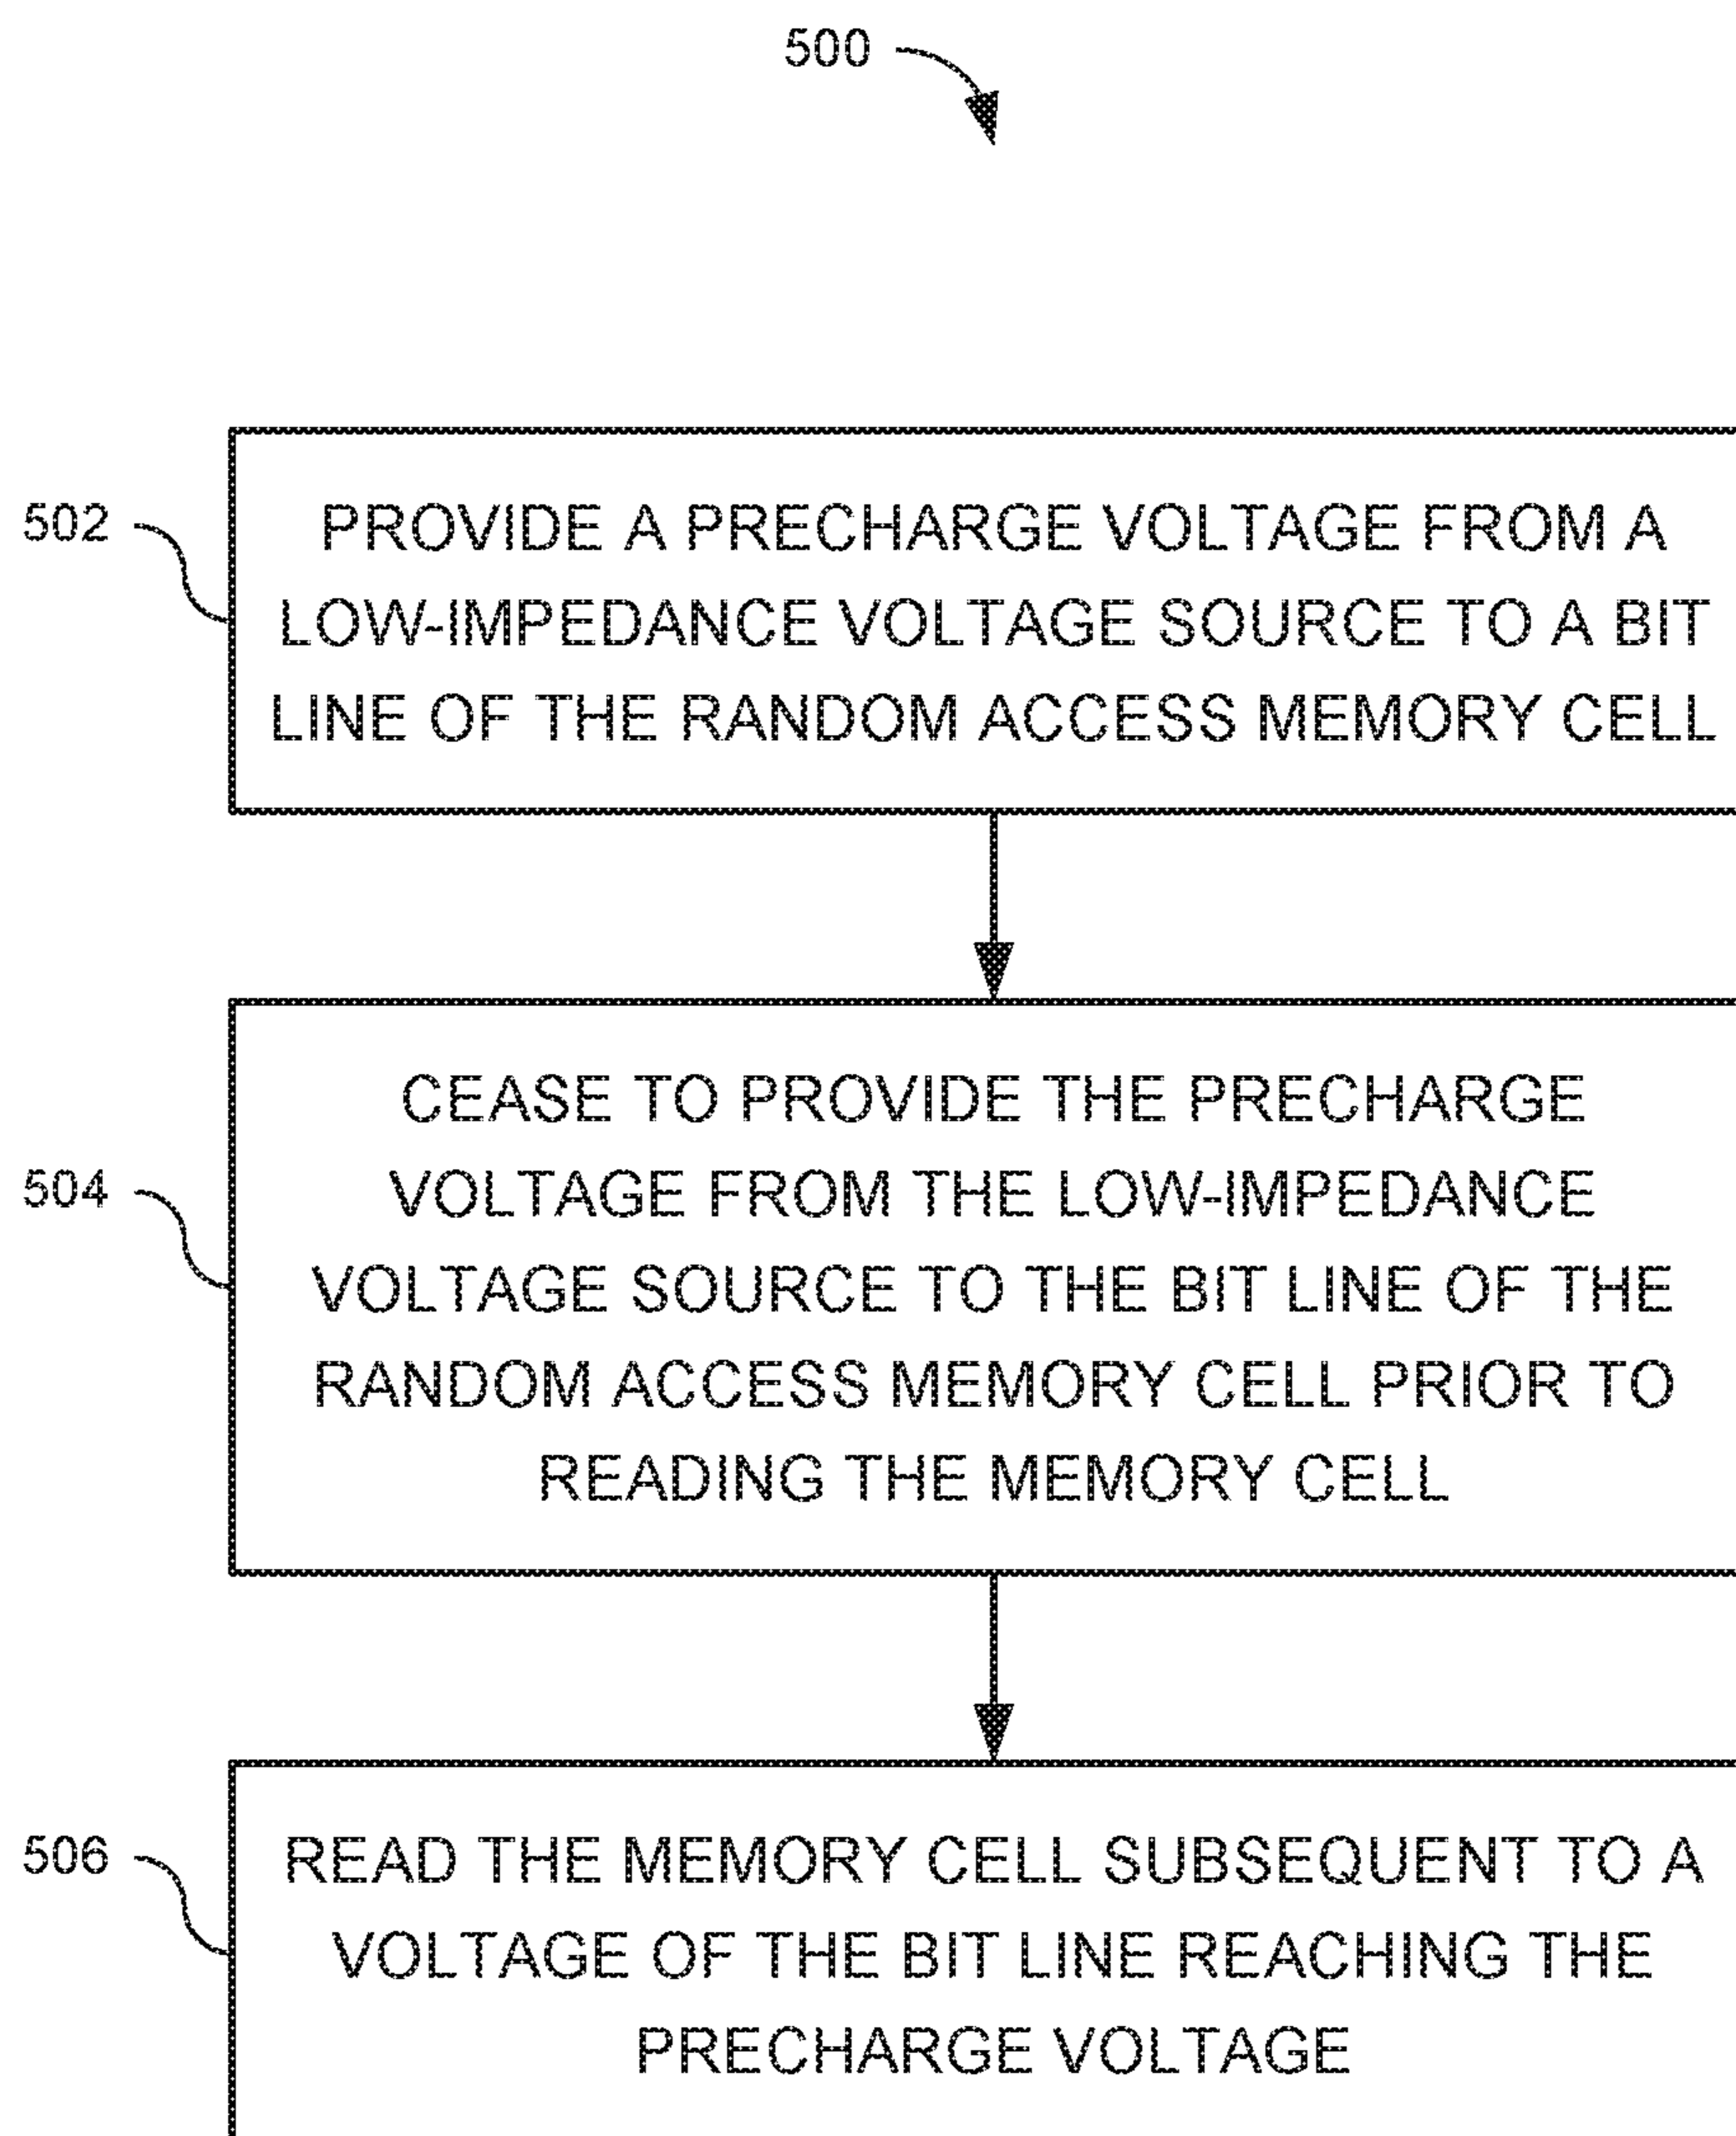 500
502
PROVIDE A PRECHARGE VOLTAGE FROM A
LOW-IMPEDANCE VOLTAGE SOURCE TO A BIT
LINE OF THE RANDOM ACCESS MEMORY CELL
504
CEASE TO PROVIDE THE PRECHARGE
VOLTAGE FROM THE LOW-IMPEDANCE
VOLTAGE SOURCE TO THE BIT LINE OF THE
RANDOM ACCESS MEMORY CELL PRIOR TO
READING THE MEMORY CELL
506
READ THE MEMORY CELL SUBSEQUENT TO A
VOLTAGE OF THE BIT LINE REACHING THE
PRECHARGE VOLTAGE